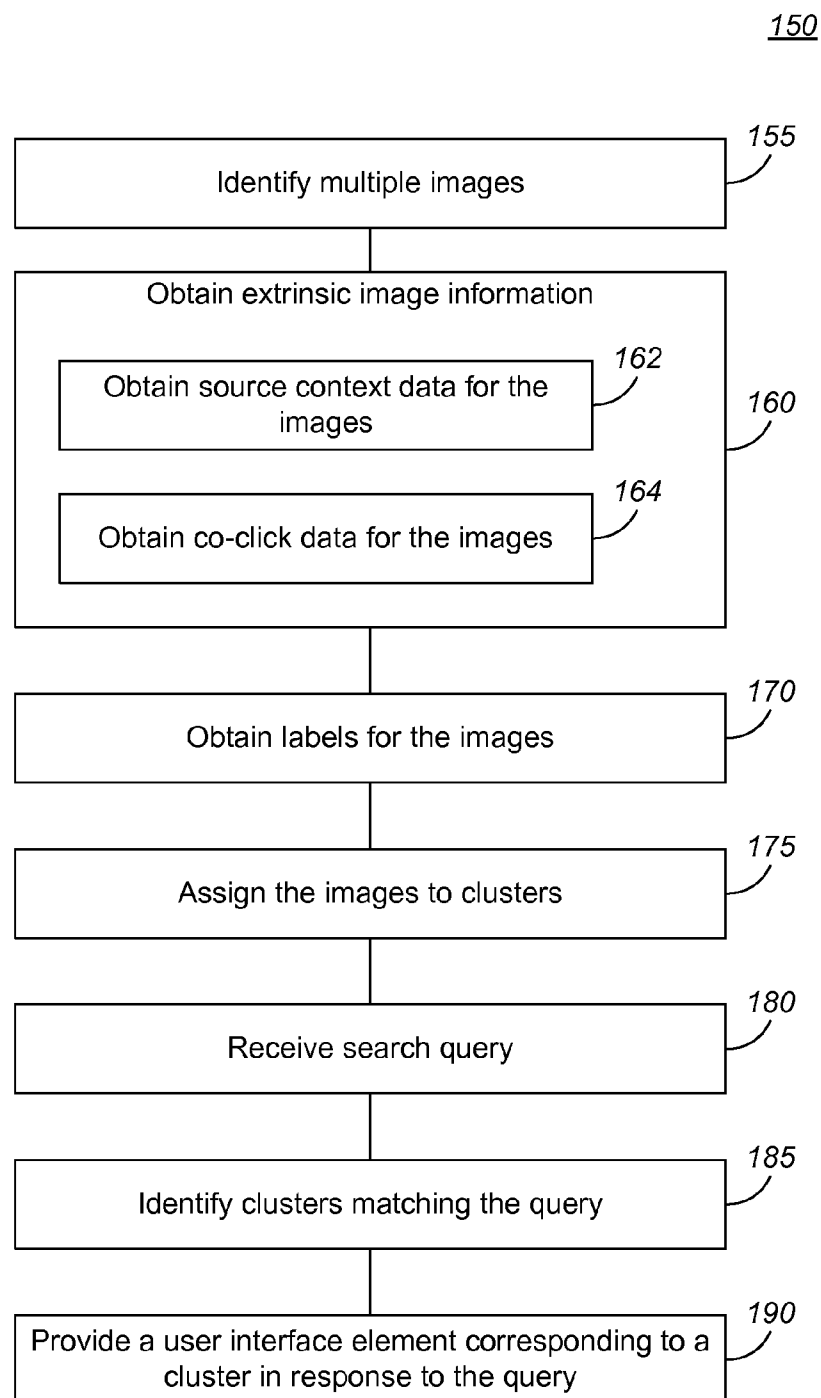 150
155
Identify multiple images
Obtain extrinsic image information
162
Obtain source context data for the
images
160
164
Obtain co-click data for the images
170
Obtain labels for the images
175
Assign the images to clusters
180
Receive search query
185
Identify clusters matching the query
190
Provide a user interface element corresponding to a
cluster in response to the query